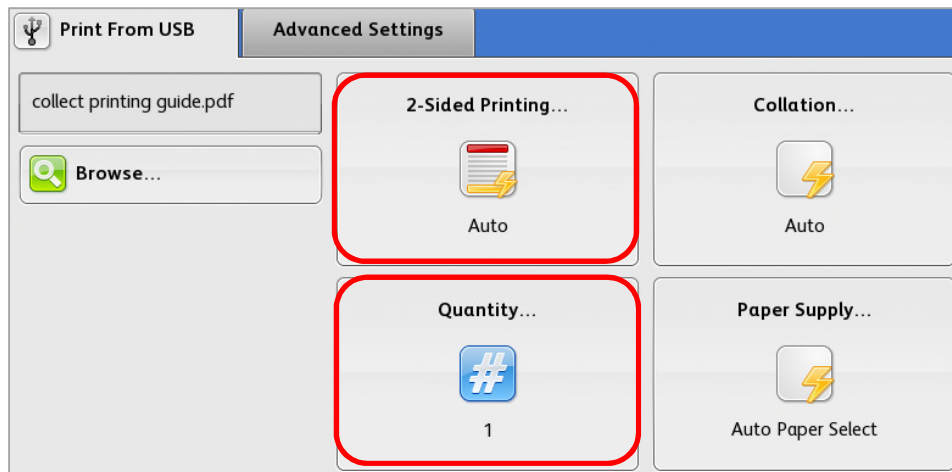 Print From USB
Advanced Settings
collect printing guide.pdf
Browse...
2-Sided Printing...
Auto
Collation...
Auto
Quantity...
#
1
Paper Supply...
Auto Paper Select